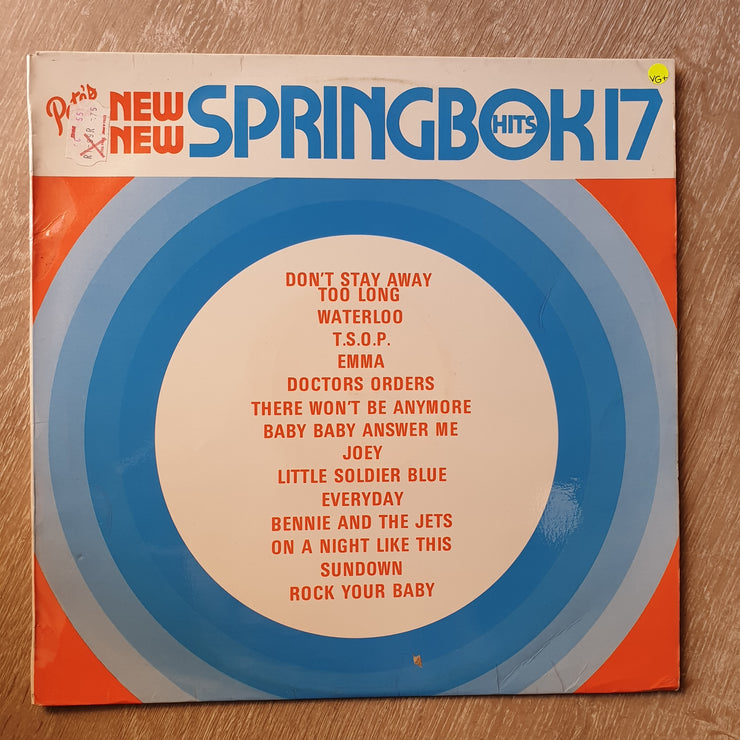 NEW
NEW
SPRINGBOK 17
HITS
VG+
DON'T STAY AWAY
TOO LONG
WATERLOO
T.S.O.P.
EMMA
DOCTORS ORDERS
THERE WON'T BE ANYMORE
BABY BABY ANSWER ME
JOEY
LITTLE SOLDIER BLUE
EVERYDAY
BENNIE AND THE JETS
ON A NIGHT LIKE THIS
SUNDOWN
ROCK YOUR BABY